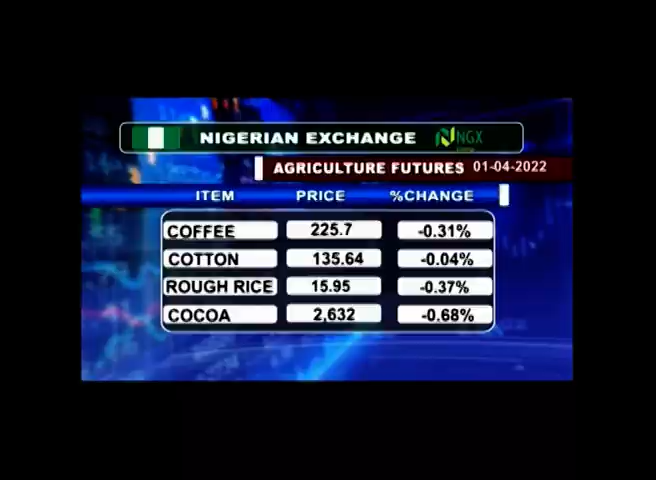 NIGERIAN EXCHANGE NGX
AGRICULTURE FUTURES 01-04-2022
ITEM PRICE %CHANGE
COFFEE 225.7 -0.31%
COTTON 135.64 -0.04%
ROUGH RICE 15.95 -0.37%
COCOA 2,632 -0.68%